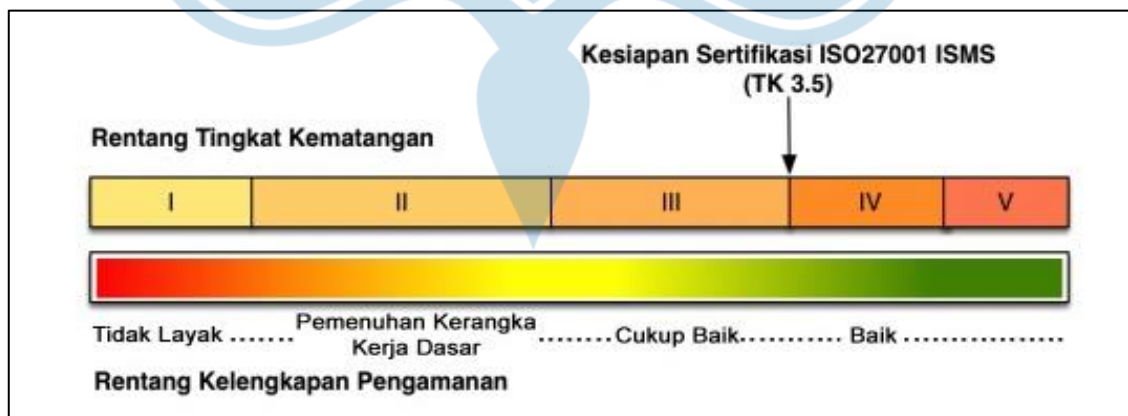 Kesiapan Sertifikasi ISO27001 ISMS
(TK 3.5)
Rentang Tingkat Kematangan
I II III IV V
Tidak Layak ....... Pemenuhan Kerangka Kerja Dasar ........ Cukup Baik........... Baik .................
Rentang Kelengkapan Pengamanan